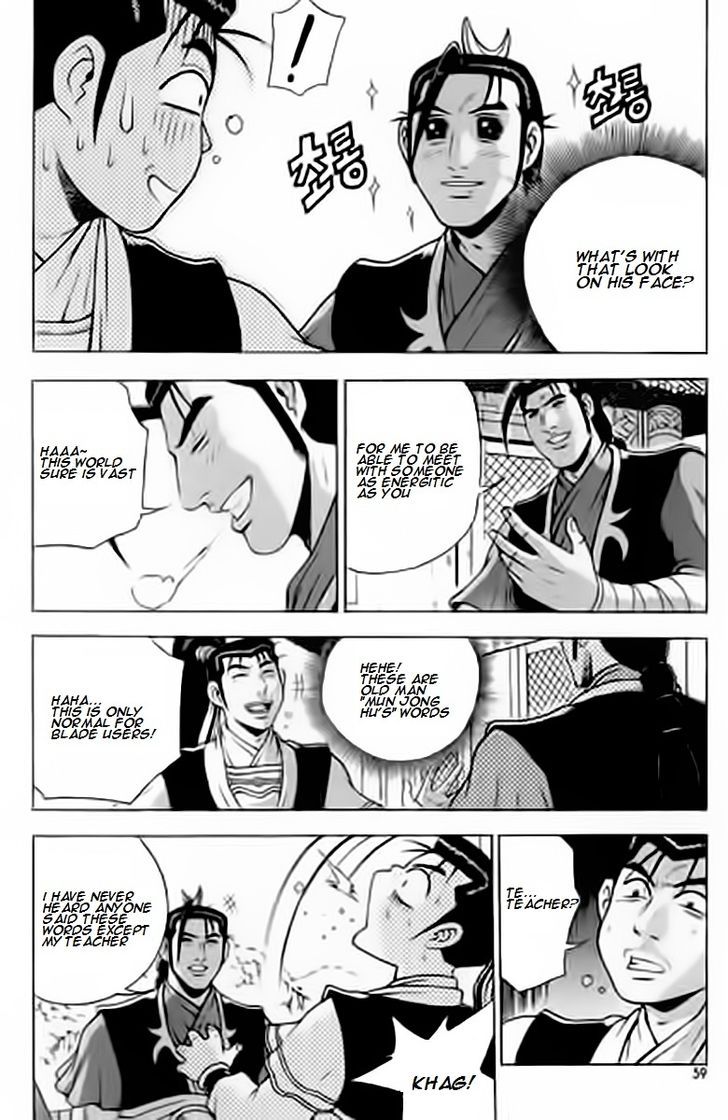 !
초롱
초롱
WHAT'S WITH
THAT LOOK
ON HIS FACE?
HAAA~
THIS WORLD
SURE IS VAST
FOR ME TO BE
ABLE TO MEET
WITH SOMEONE
AS ENERGITIC
AS YOU
HAHA...
THIS IS ONLY
NORMAL FOR
BLADE USERS!
HEHE!
THESE ARE
OLD MAN
"MUN JONG
HU'S" WORDS
I HAVE NEVER
HEARD ANYONE
SAID THESE
WORDS EXCEPT
MY TEACHER
KHAG!
TE...
TEACHER?
59